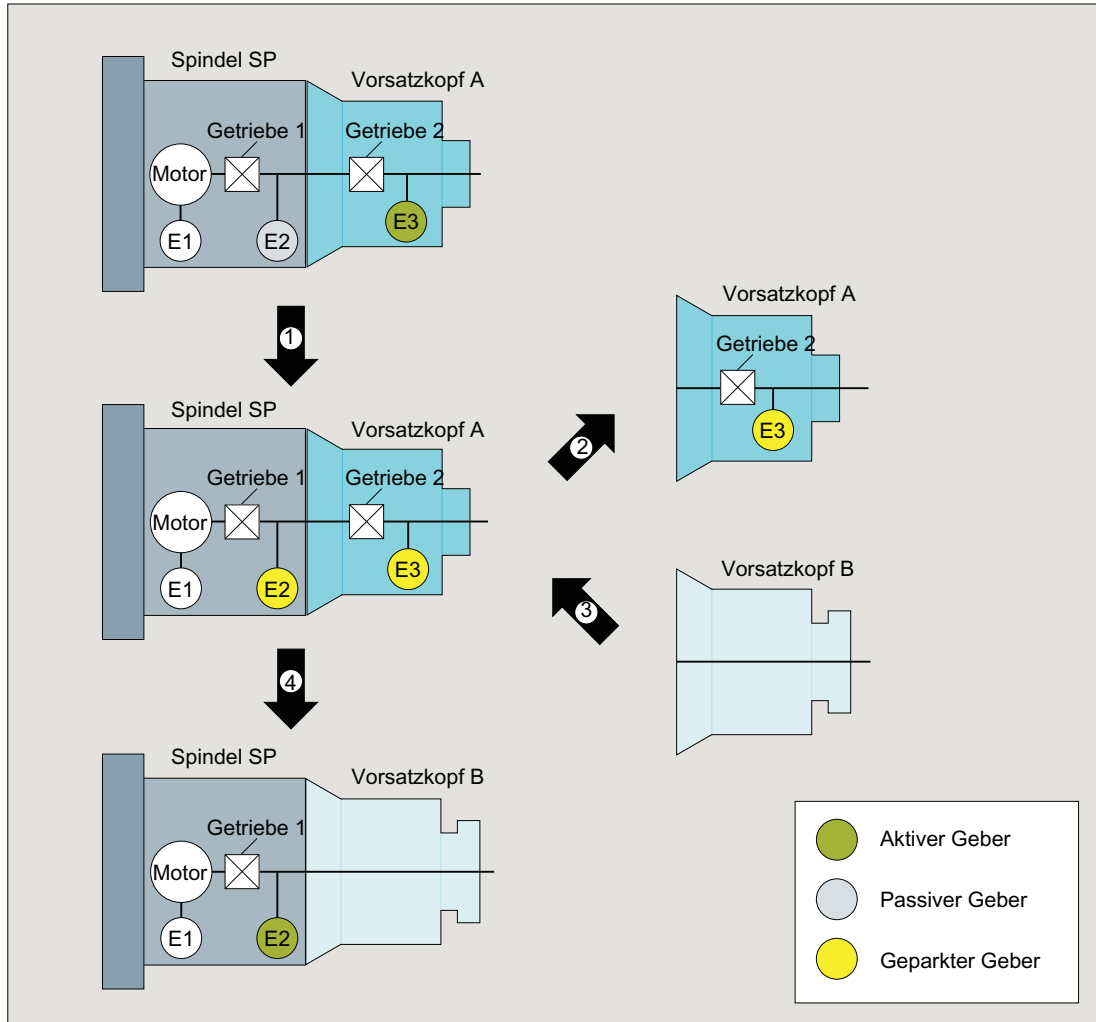 Spindel SP
Vorsatzkopf A
Getriebe 1
Getriebe 2
Motor
E1
E2
E3
1
Vorsatzkopf A
Getriebe 2
E3
2
Spindel SP
Vorsatzkopf A
Getriebe 1
Getriebe 2
Motor
E1
E2
E3
Vorsatzkopf B
3
4
Spindel SP
Vorsatzkopf B
Getriebe 1
Motor
E1
E2
Aktiver Geber
Passiver Geber
Geparkter Geber